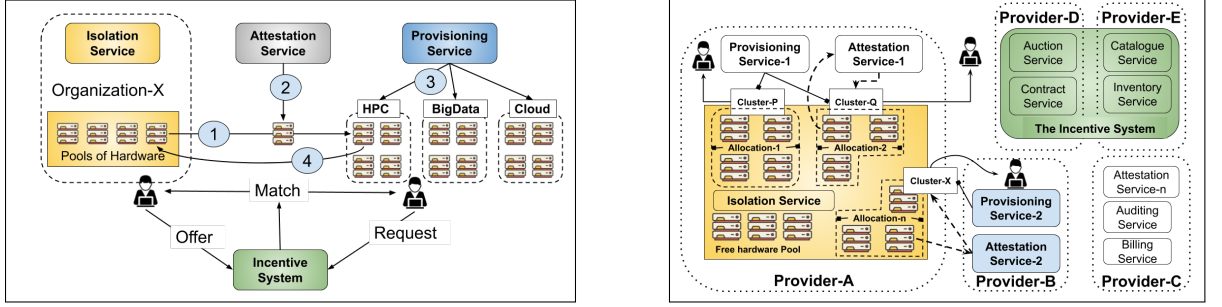 Isolation
Service
Attestation
Service
Provisioning
Service
Organization-X
2
3
HPC
BigData
Cloud
1
Pools of Hardware
4
Match
Offer
Request
Incentive
System
Provider-D
Provider-E
Provisioning
Service-1
Attestation
Service-1
Auction
Service
Catalogue
Service
Contract
Service
Inventory
Service
The Incentive System
Cluster-P
Cluster-Q
Allocation-1
Allocation-2
Cluster-X
Isolation Service
Allocation-n
Free hardware Pool
Provider-A
Provisioning
Service-2
Attestation
Service-2
Provider-B
Attestation
Service-n
Auditing
Service
Billing
Service
Provider-C